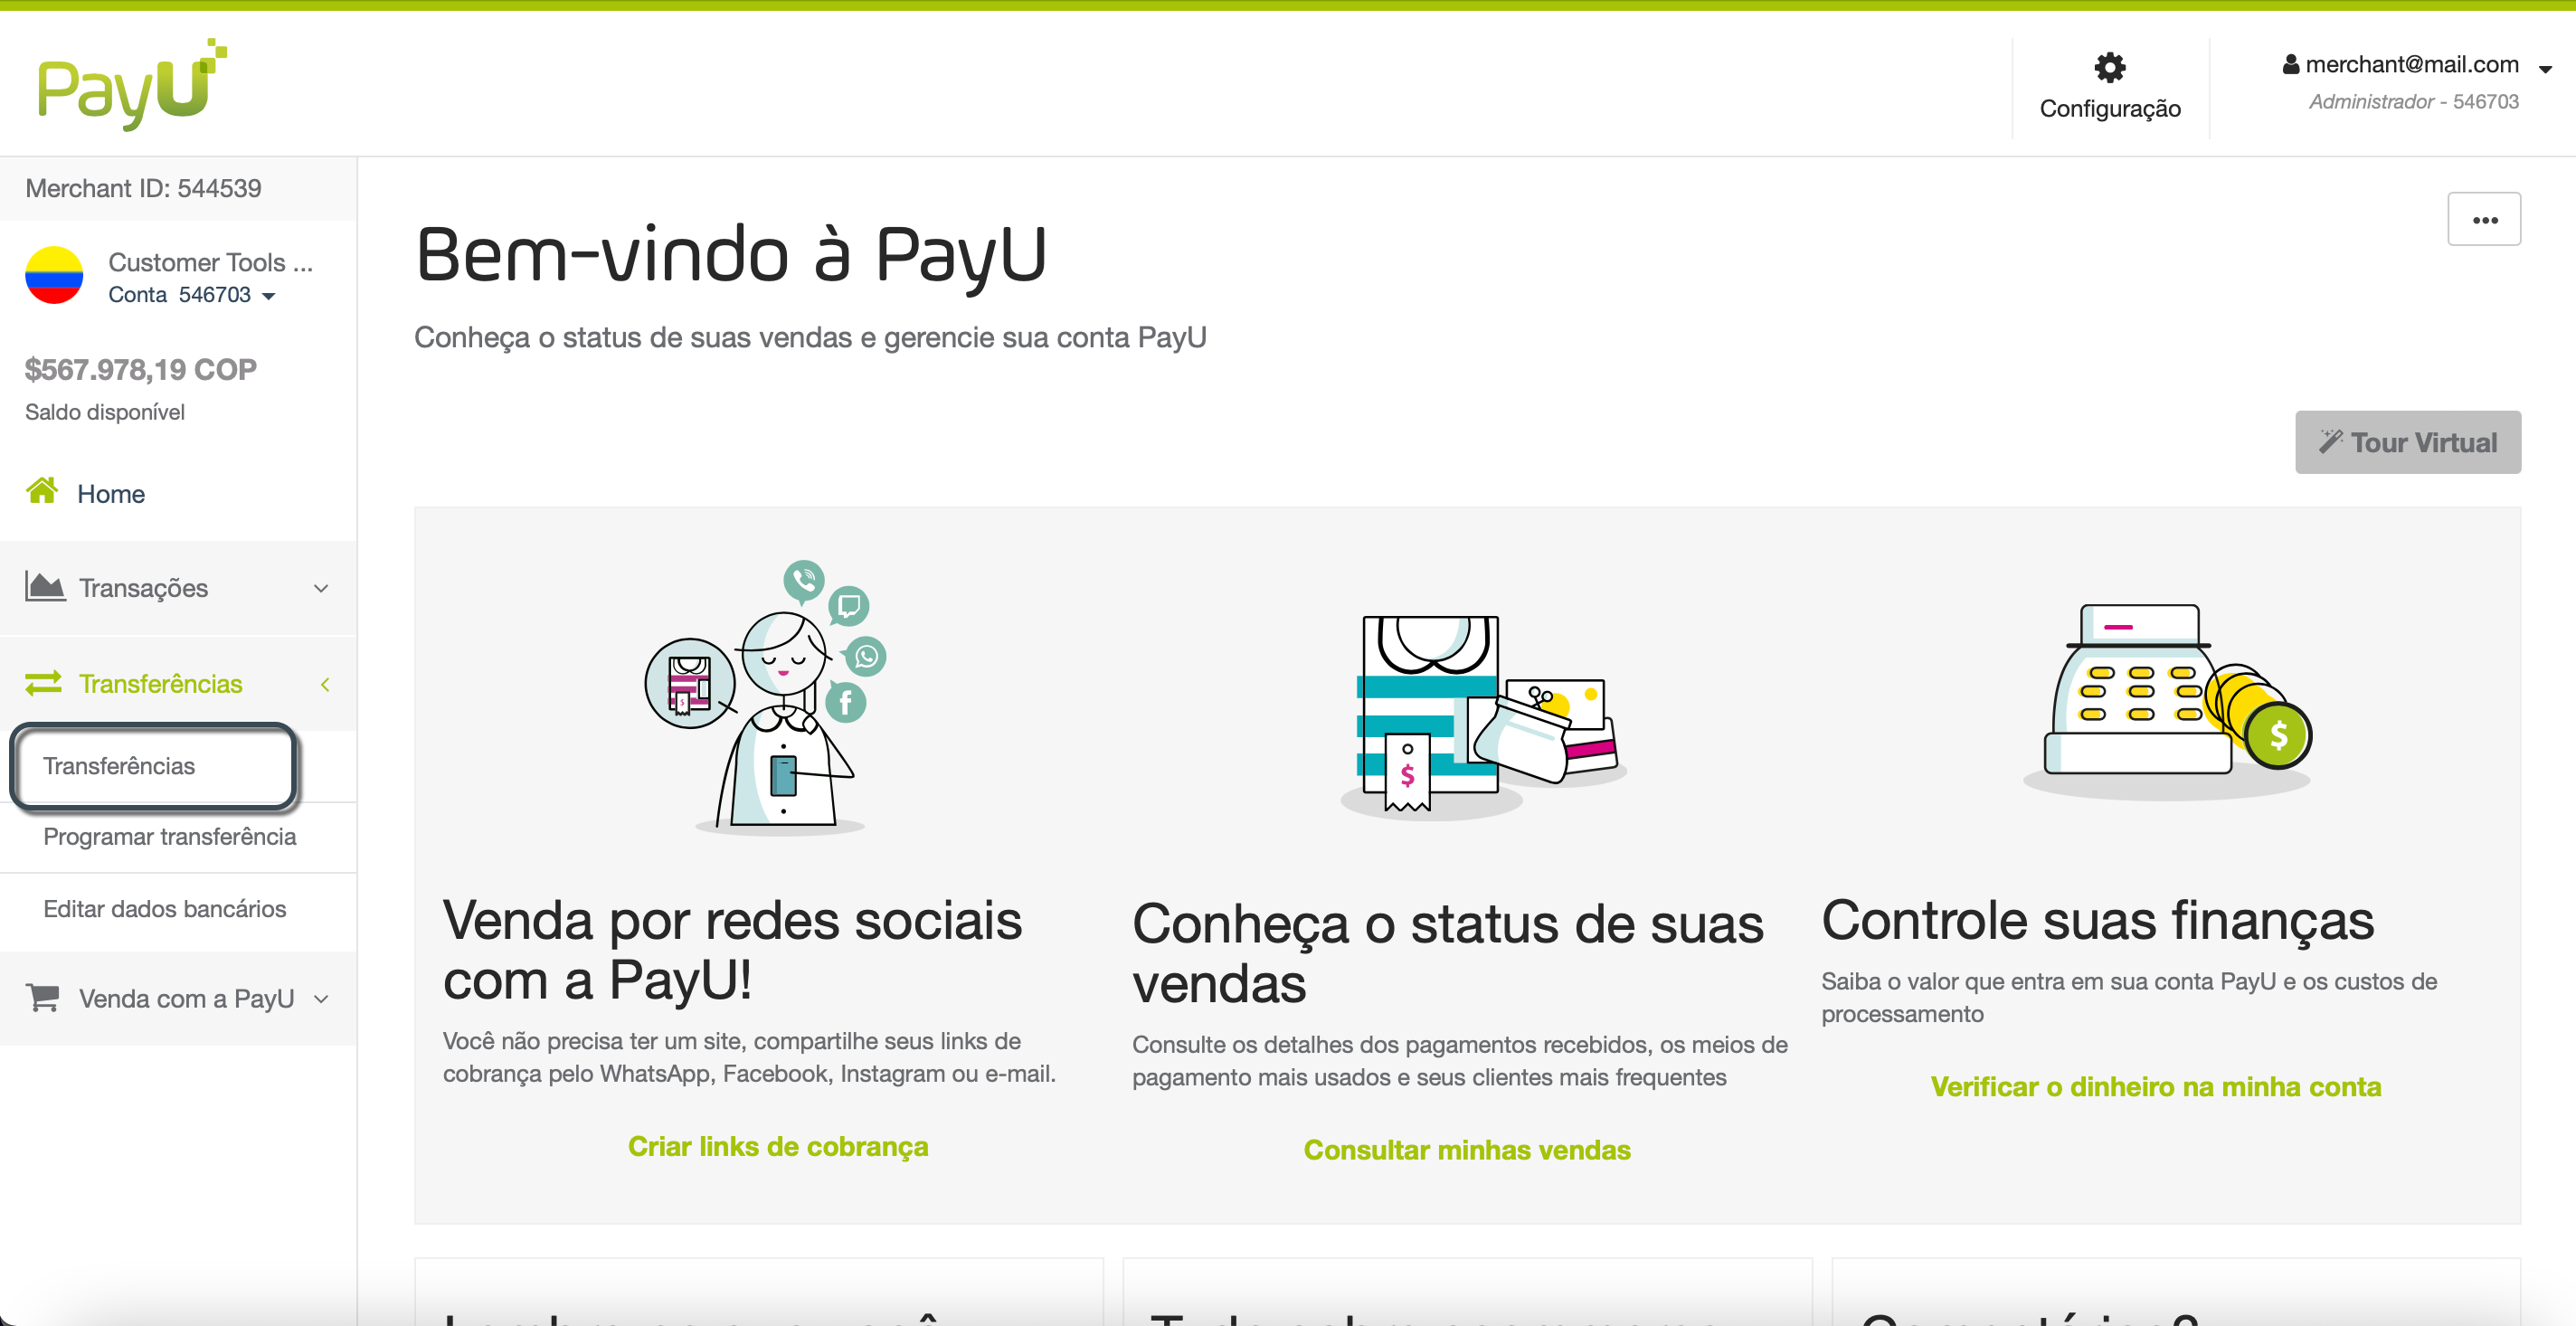 PayU
Configuração
merchant@mail.com
Administrador - 546703
Merchant ID: 544539
Customer Tools ...
Conta 546703
$567.978,19 COP
Saldo disponível
Home
Transações
Transferências
Transferências
Programar transferência
Editar dados bancários
Venda com a PayU
Bem-vindo à PayU
Conheça o status de suas vendas e gerencie sua conta PayU
...
Tour Virtual
Venda por redes sociais
com a PayU!
Você não precisa ter um site, compartilhe seus links de
cobrança pelo WhatsApp, Facebook, Instagram ou e-mail.
Criar links de cobrança
Conheça o status de suas
vendas
Consulte os detalhes dos pagamentos recebidos, os meios de
pagamento mais usados e seus clientes mais frequentes
Consultar minhas vendas
Controle suas finanças
Saiba o valor que entra em sua conta PayU e os custos de
processamento
Verificar o dinheiro na minha conta